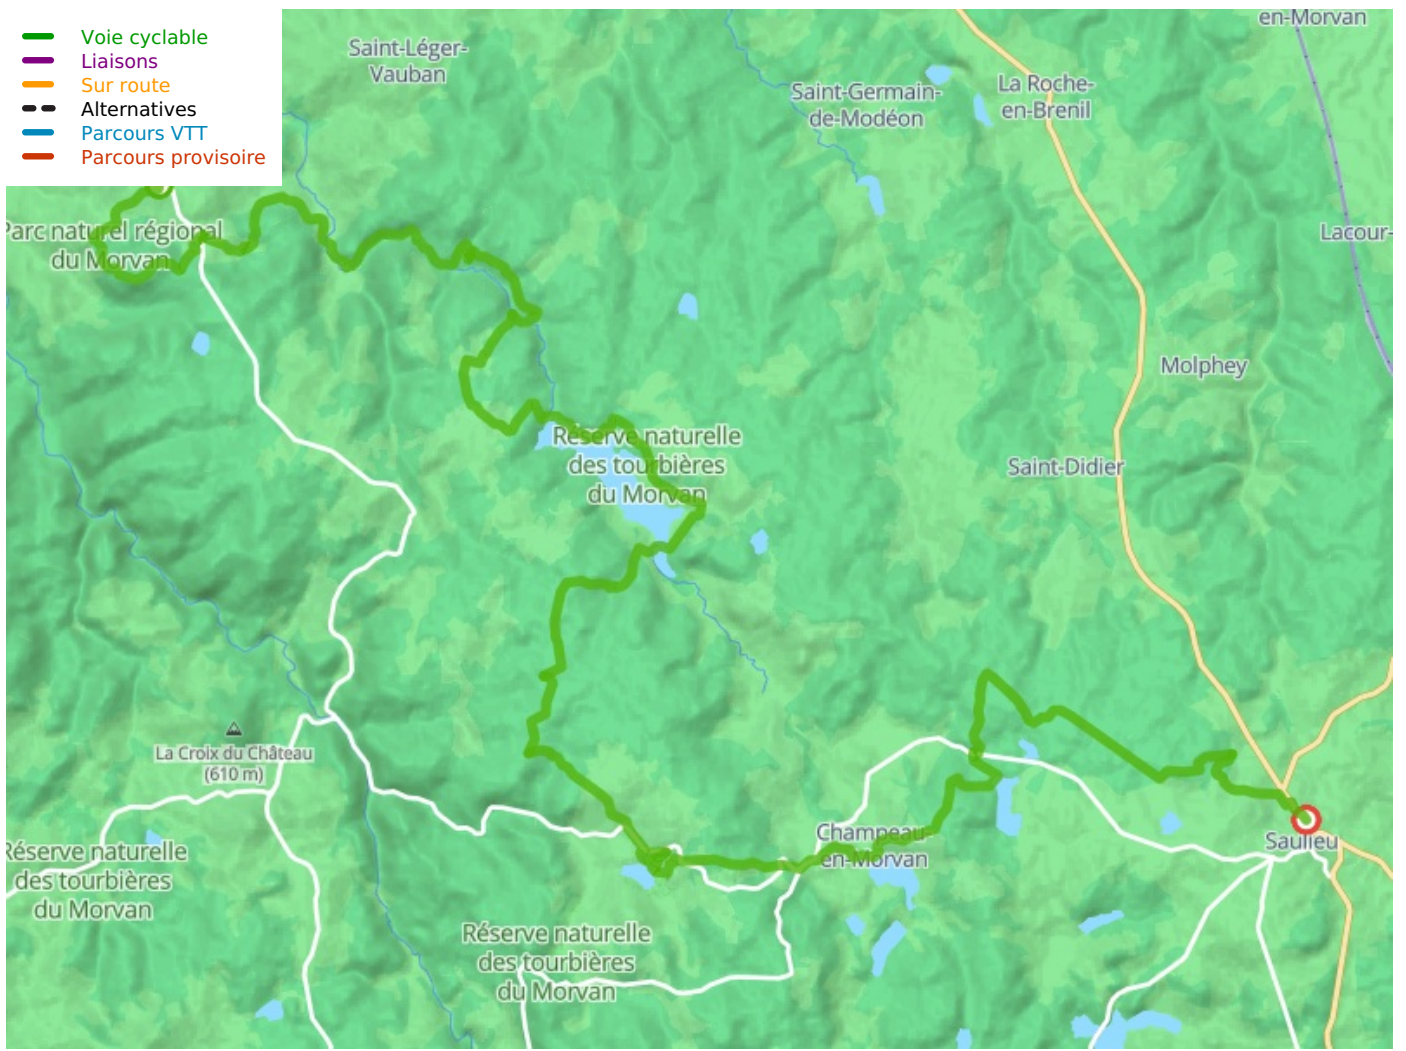 Voie cyclable
Liaisons
Sur route
Alternatives
Parcours VTT
Parcours provisoire
en-Morvan
Saint-Léger-
Vauban
Saint-Germain-
de-Modéon
La Roche-
en-Brenil
Parc naturel régional
du Morvan
Lacour-
Molphey
Réserve naturelle
des tourbières
du Morvan
Saint-Didier
La Croix du Château
(610 m)
Champeau-
en-Morvan
Saulieu
Réserve naturelle
des tourbières
du Morvan
Réserve naturelle
des tourbières
du Morvan